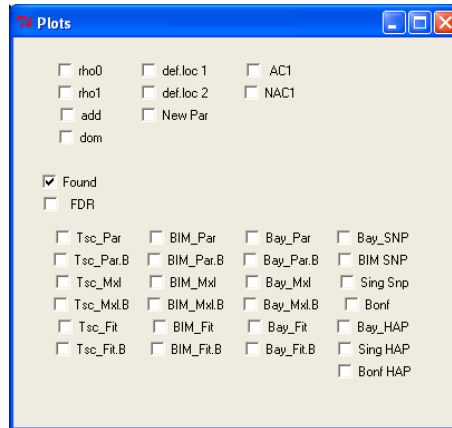 Plots
rho0 def.loc 1 AC1
rho1 def.loc 2 NAC1
add New Par
dom
Found
FDR
Tsc_Par BIM_Par Bay_Par Bay_SNP
Tsc_Par.B BIM_Par.B Bay_Par.B BIM SNP
Tsc_Mxl BIM_Mxl Bay_Mxl Sing Snp
Tsc_Mxl.B BIM_Mxl.B Bay_Mxl.B Bonf
Tsc_Fit BIM_Fit Bay_Fit Bay_HAP
Tsc_Fit.B BIM_Fit.B Bay_Fit.B Sing HAP
Bonf HAP